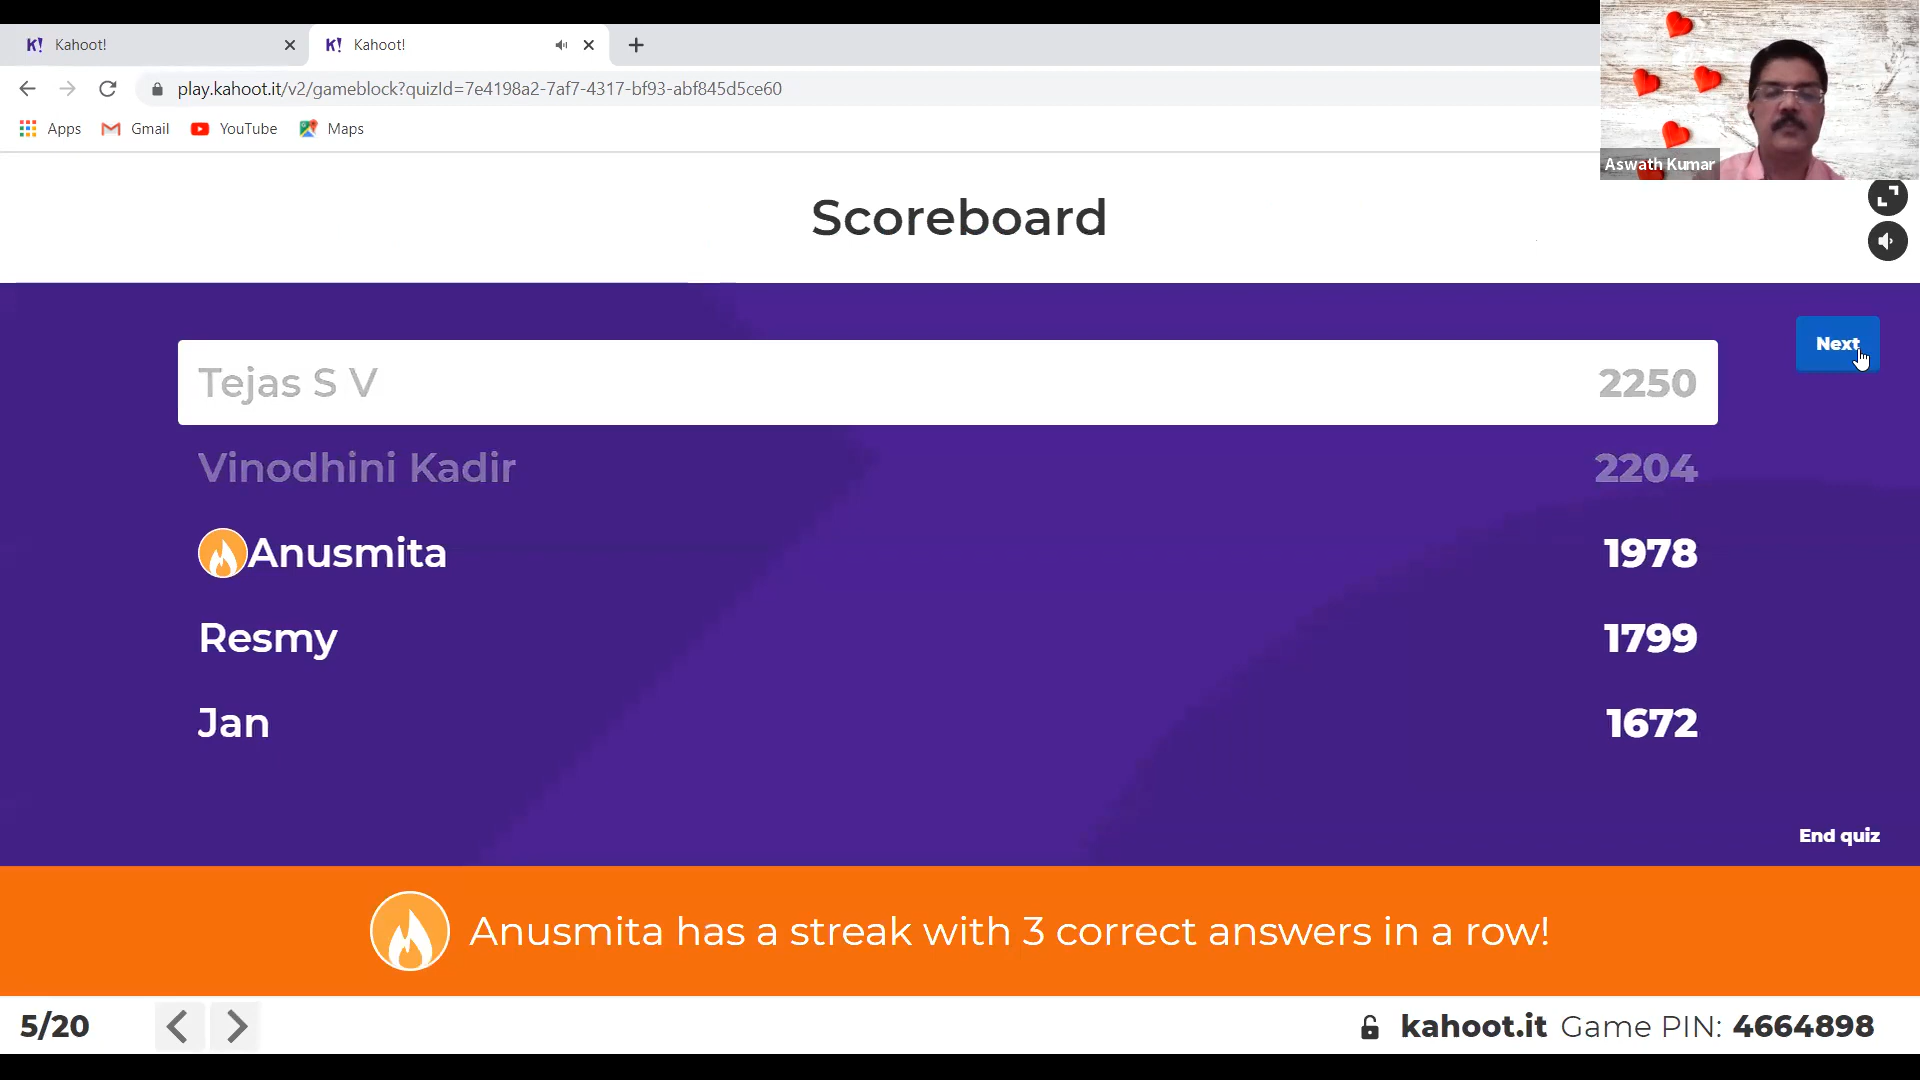 K! Kahoot!
K! Kahoot!
play.kahoot.it/v2/gameblock?quizId=7e4198a2-7af7-4317-bf93-abf845d5ce60
Apps Gmail YouTube Maps
Aswath Kumar
Scoreboard
Next
Tejas S V 2250
Vinodhini Kadir 2204
Anusmita 1978
Resmy 1799
Jan 1672
End quiz
Anusmita has a streak with 3 correct answers in a row!
5/20
kahoot.it Game PIN: 4664898